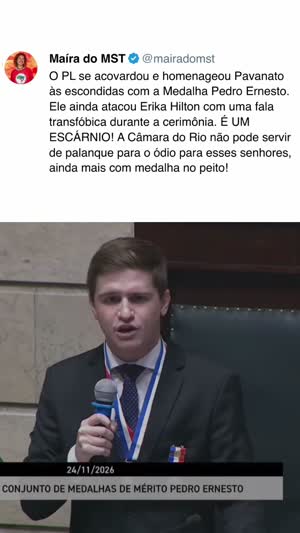 Maíra do MST @mairadomst
O PL se acovardou e homenageou Pavanato
às escondidas com a Medalha Pedro Ernesto.
Ele ainda atacou Erika Hilton com uma fala
transfóbica durante a cerimônia. É UM
ESCÁRNIO! A Câmara do Rio não pode servir
de palanque para o ódio para esses senhores,
ainda mais com medalha no peito!
24/11/2026
CONJUNTO DE MEDALHAS DE MÉRITO PEDRO ERNESTO